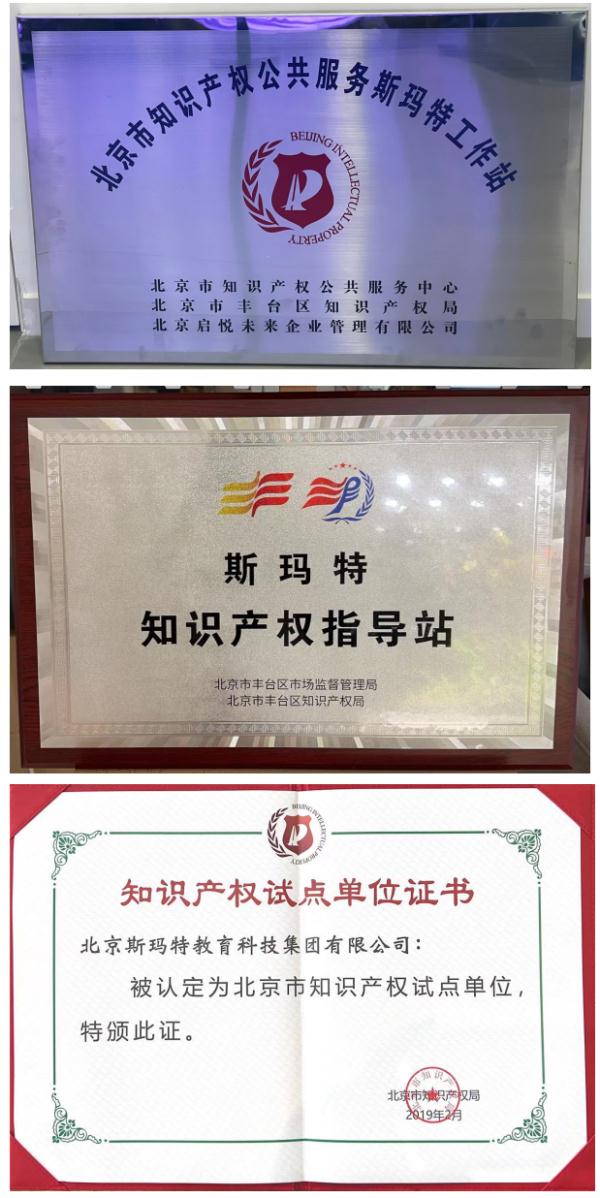 北京市知识产权公共服务斯玛特工作站
BEIJING INTELLECTUAL PROPERTY
北京市知识产权公共服务中心
北京市丰台区知识产权局
北京启悦未来企业管理有限公司
斯玛特
知识产权指导站
北京市丰台区市场监督管理局
北京市丰台区知识产权局
BEIJING INTELLECTUAL PROPERTY
知识产权试点单位证书
北京斯玛特教育科技集团有限公司：
被认定为北京市知识产权试点单位，
特颁此证。
北京市知识产权局
2019年2月